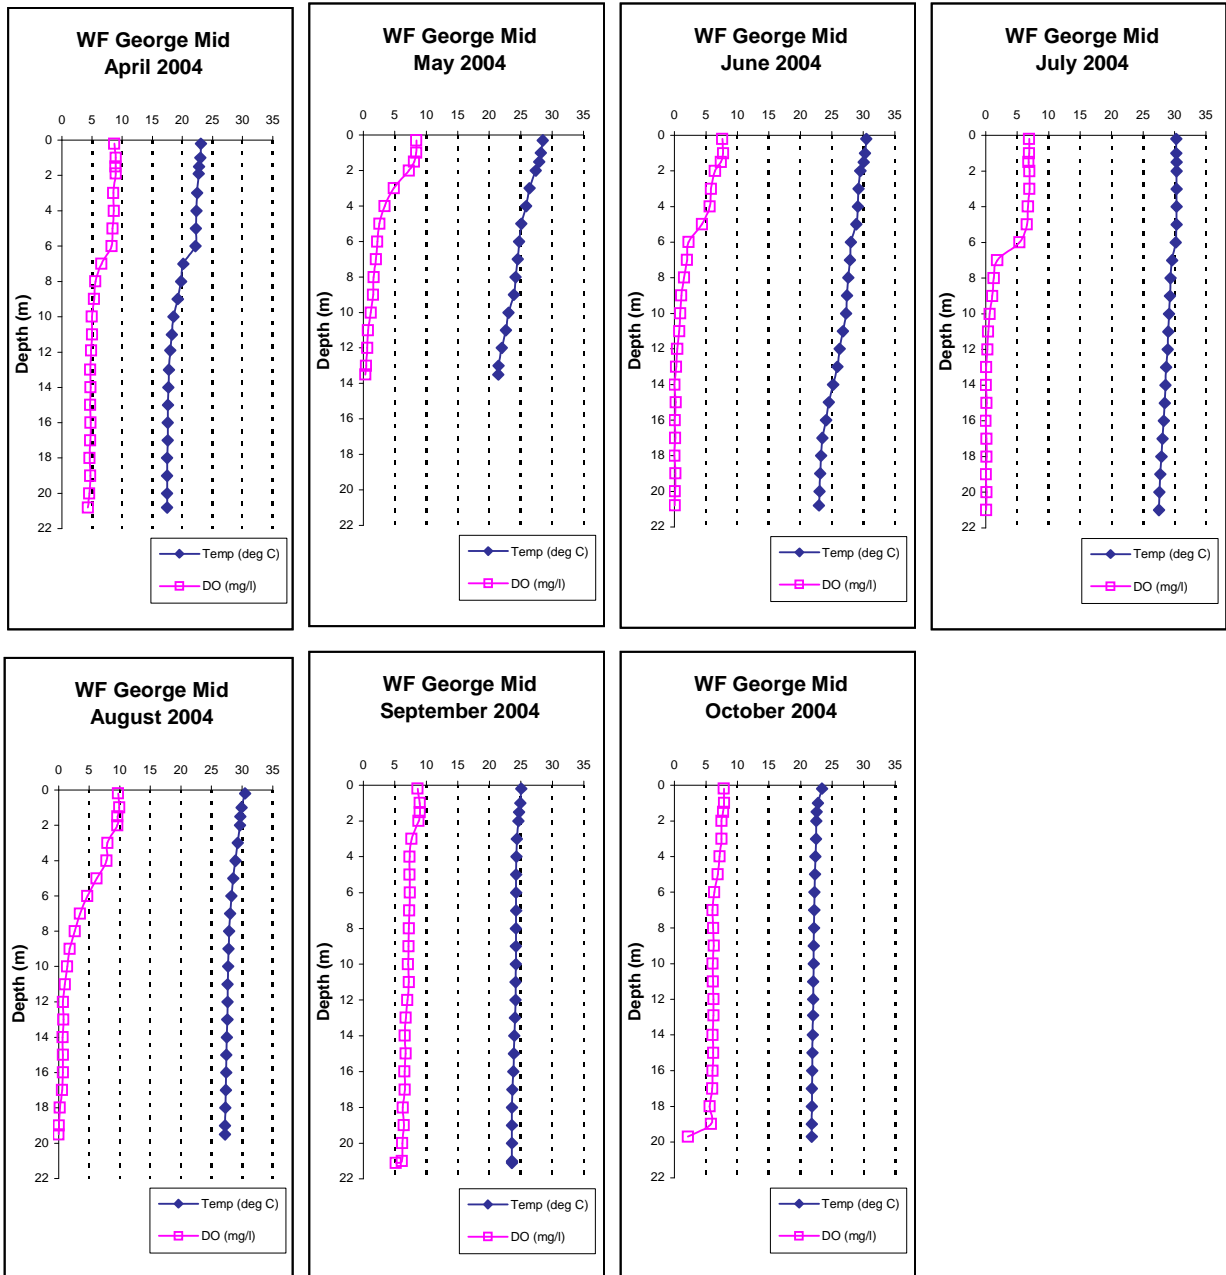 WF George Mid
April 2004
0 5 10 15 20 25 30 35
0
2
4
6
8
10
12
14
16
18
20
22
Depth (m)
Temp (deg C)
DO (mg/l)
WF George Mid
May 2004
0 5 10 15 20 25 30 35
0
2
4
6
8
10
12
14
16
18
20
22
Depth (m)
Temp (deg C)
DO (mg/l)
WF George Mid
June 2004
0 5 10 15 20 25 30 35
0
2
4
6
8
10
12
14
16
18
20
22
Depth (m)
Temp (deg C)
DO (mg/l)
WF George Mid
July 2004
0 5 10 15 20 25 30 35
0
2
4
6
8
10
12
14
16
18
20
22
Depth (m)
Temp (deg C)
DO (mg/l)
WF George Mid
August 2004
0 5 10 15 20 25 30 35
0
2
4
6
8
10
12
14
16
18
20
22
Depth (m)
Temp (deg C)
DO (mg/l)
WF George Mid
September 2004
0 5 10 15 20 25 30 35
0
2
4
6
8
10
12
14
16
18
20
22
Depth (m)
Temp (deg C)
DO (mg/l)
WF George Mid
October 2004
0 5 10 15 20 25 30 35
0
2
4
6
8
10
12
14
16
18
20
22
Depth (m)
Temp (deg C)
DO (mg/l)